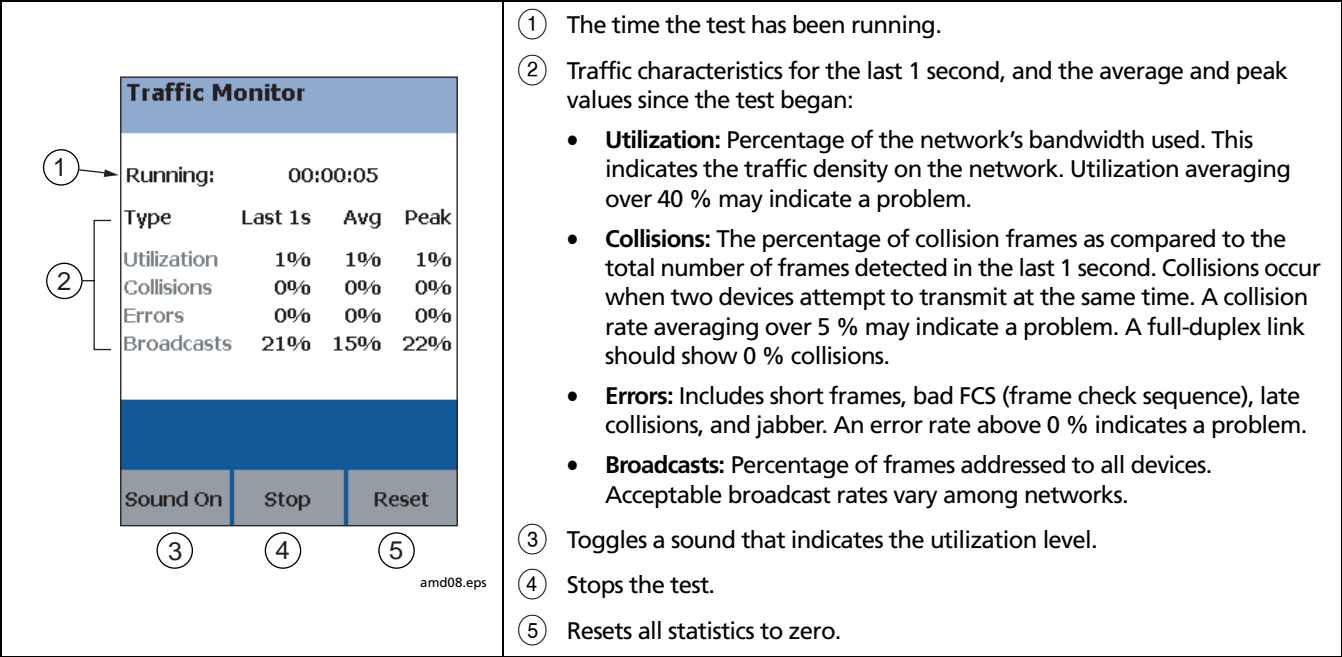 Traffic Monitor
1
Running: 00:00:05
Type Last 1s Avg Peak
2
Utilization 1% 1% 1%
Collisions 0% 0% 0%
Errors 0% 0% 0%
Broadcasts 21% 15% 22%
Sound On Stop Reset
3 4 5
amd08.eps
1 The time the test has been running.
2 Traffic characteristics for the last 1 second, and the average and peak
values since the test began:
• Utilization: Percentage of the network’s bandwidth used. This
indicates the traffic density on the network. Utilization averaging
over 40 % may indicate a problem.
• Collisions: The percentage of collision frames as compared to the
total number of frames detected in the last 1 second. Collisions occur
when two devices attempt to transmit at the same time. A collision
rate averaging over 5 % may indicate a problem. A full-duplex link
should show 0 % collisions.
• Errors: Includes short frames, bad FCS (frame check sequence), late
collisions, and jabber. An error rate above 0 % indicates a problem.
• Broadcasts: Percentage of frames addressed to all devices.
Acceptable broadcast rates vary among networks.
3 Toggles a sound that indicates the utilization level.
4 Stops the test.
5 Resets all statistics to zero.